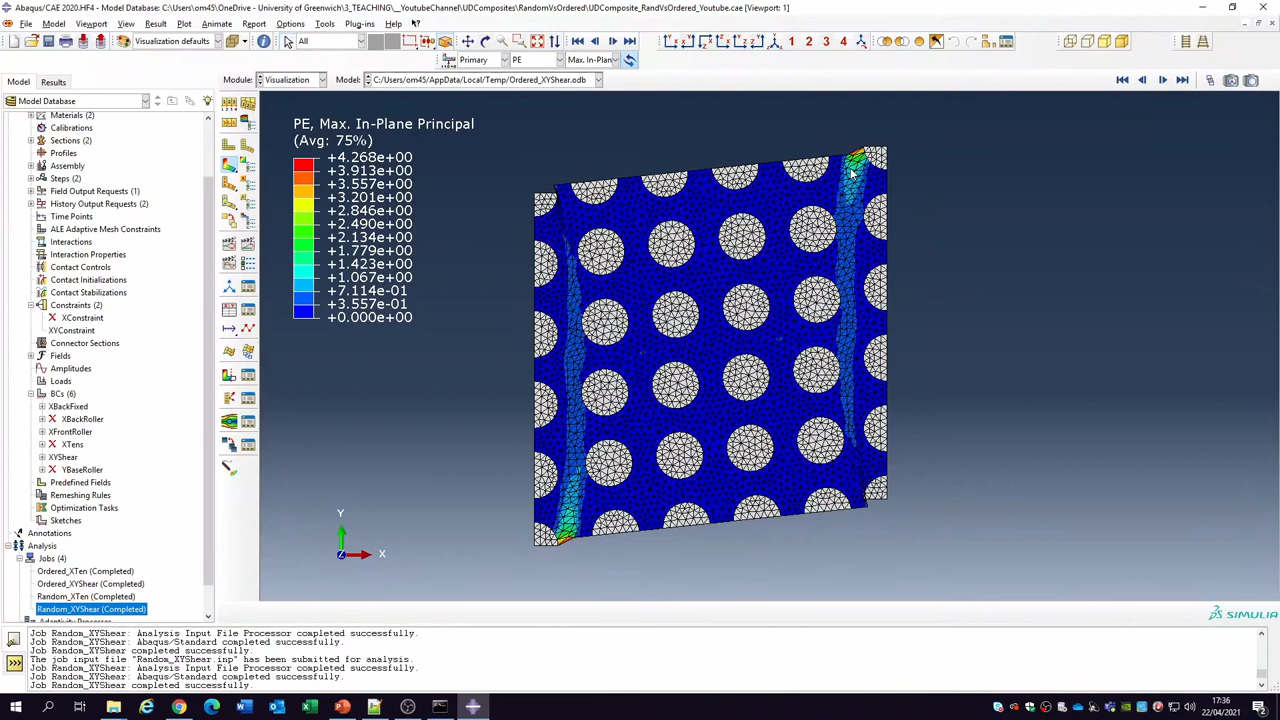 Abaqus/CAE 2020.HF4 - University of Greenwich\3_TEACHING\UDComposites\RandomVsOrdered\UDComposite_RandVsOrdered_Youtube.cae [Viewport: 1]
File Model Viewport View Result Plot Animate Report Options Tools Plug-ins Help
Visualization defaults All 1 2 3 4
Primary PE Max. In-Plan
Model Results Module: Visualization Model: C:/Users/om45/AppData/Local/Temp/Ordered_XYShear.odb
Model Database
Materials (2)
Calibrations
Sections (2)
Profiles
Assembly
Steps (2)
Field Output Requests (1)
History Output Requests (2)
Time Points
ALE Adaptive Mesh Constraints
Interactions
Interaction Properties
Contact Controls
Contact Initializations
Contact Stabilizations
Constraints (2)
XConstraint
XYConstraint
Connector Sections
Fields
Amplitudes
Loads
BCs (6)
XBackFixed
XBackRoller
XFrontRoller
XTens
XYShear
YBaseRoller
Predefined Fields
Remeshing Rules
Optimization Tasks
Sketches
Annotations
Analysis
Jobs (4)
Ordered_XTen (Completed)
Ordered_XYShear (Completed)
Random_XTen (Completed)
Random_XYShear (Completed)
Adaptivity Processes
PE, Max. In-Plane Principal
(Avg: 75%)
+4.268e+00
+3.913e+00
+3.557e+00
+3.201e+00
+2.846e+00
+2.490e+00
+2.134e+00
+1.779e+00
+1.423e+00
+1.067e+00
+7.114e-01
+3.557e-01
+0.000e+00
Y
Z X
SIMULIA
Job Random_XYShear: Analysis Input File Processor completed successfully.
Job Random_XYShear: Abaqus/Standard completed successfully.
Job Random_XYShear completed successfully.
The job input file "Random_XYShear.inp" has been submitted for analysis.
Job Random_XYShear: Analysis Input File Processor completed successfully.
Job Random_XYShear: Abaqus/Standard completed successfully.
Job Random_XYShear completed successfully.
17:36
22/04/2021